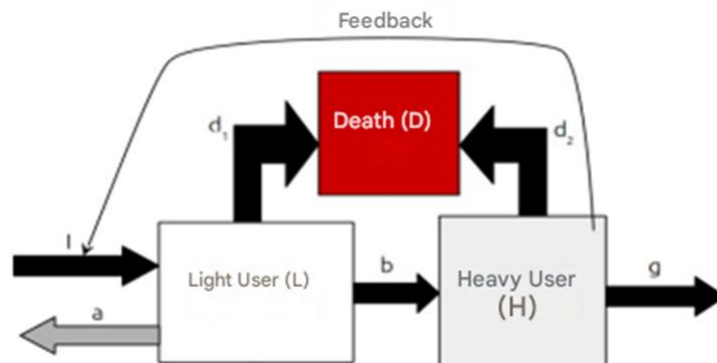 Feedback
Death (D)
d₁
d₂
I
Light User (L)
b
Heavy User
(H)
g
a